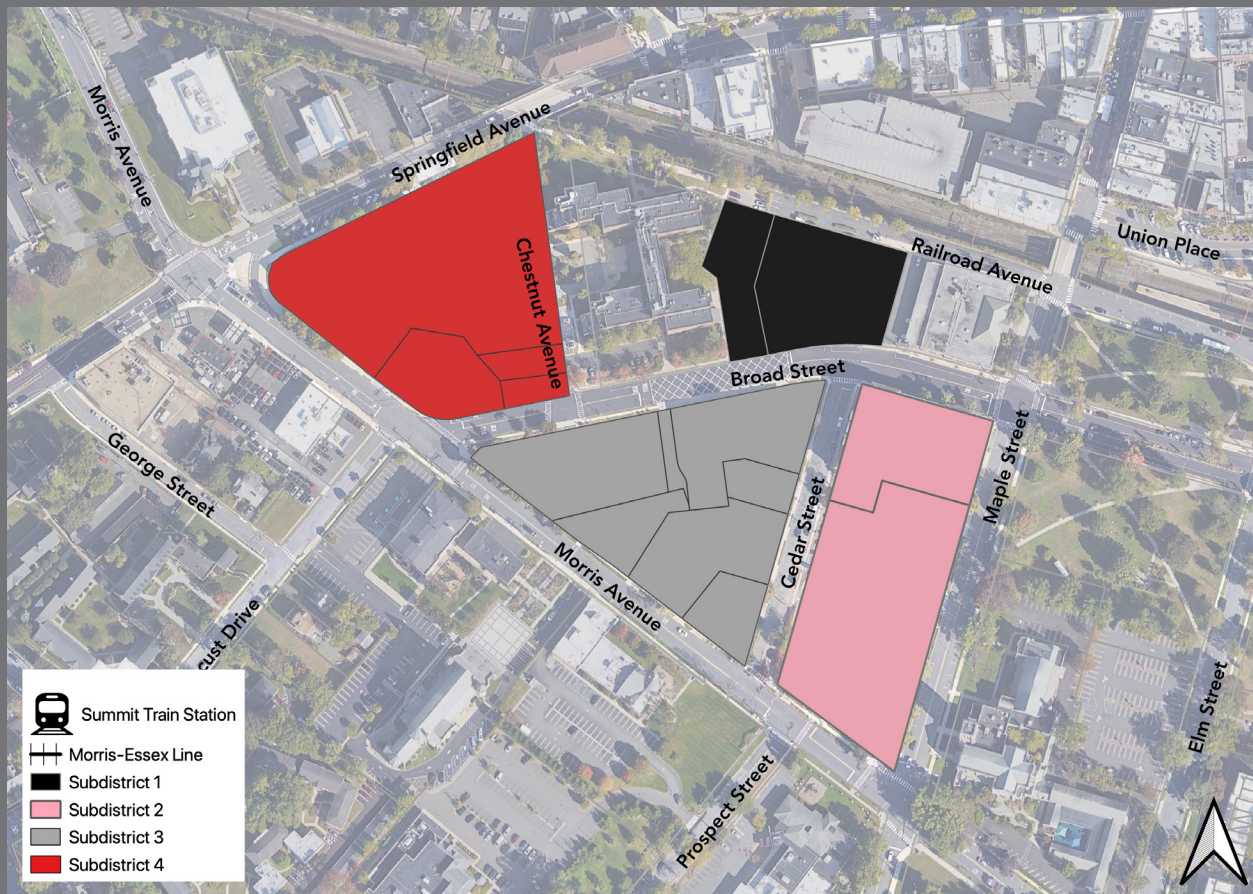 Morris Avenue
Springfield Avenue
Chestnut Avenue
Railroad Avenue
Union Place
Broad Street
George Street
Morris Avenue
Cedar Street
Maple Street
cust Drive
Prospect Street
Elm Street
Summit Train Station
Morris-Essex Line
Subdistrict 1
Subdistrict 2
Subdistrict 3
Subdistrict 4